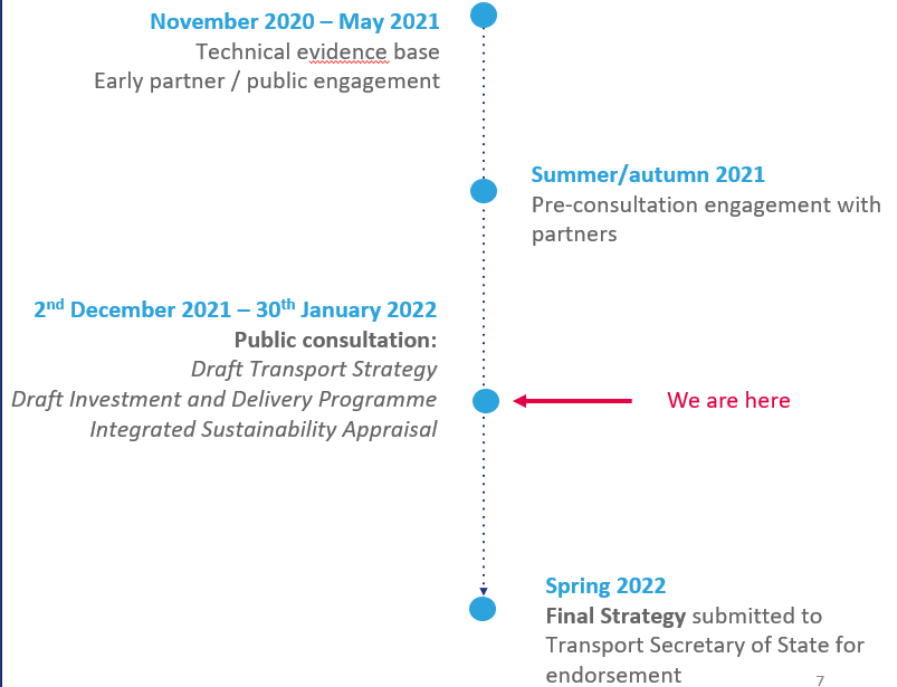 November 2020 – May 2021
Technical evidence base
Early partner / public engagement
Summer/autumn 2021
Pre-consultation engagement with
partners
2nd December 2021 – 30th January 2022
Public consultation:
Draft Transport Strategy
Draft Investment and Delivery Programme
Integrated Sustainability Appraisal
We are here
Spring 2022
Final Strategy submitted to
Transport Secretary of State for
endorsement
7